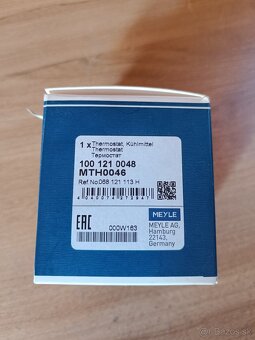 1 x Thermostat, Kühlmittel
Thermostat
Термостат
100 121 0048
MTH0046
Ref No 068 121 113 H
EAC
000W163
MEYLE
MEYLE AG,
Hamburg
22143,
Germany